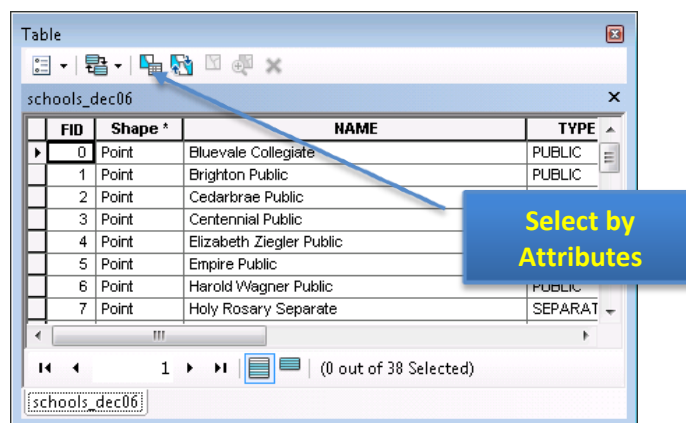 Table
schools_dec06
FID Shape * NAME TYPE
0 Point Bluevale Collegiate PUBLIC
1 Point Brighton Public PUBLIC
2 Point Cedarbrae Public
3 Point Centennial Public
4 Point Elizabeth Ziegler Public
5 Point Empire Public
6 Point Harold Wagner Public PUBLIC
7 Point Holy Rosary Separate SEPARAT
Select by
Attributes
1 (0 out of 38 Selected)
schools_dec06